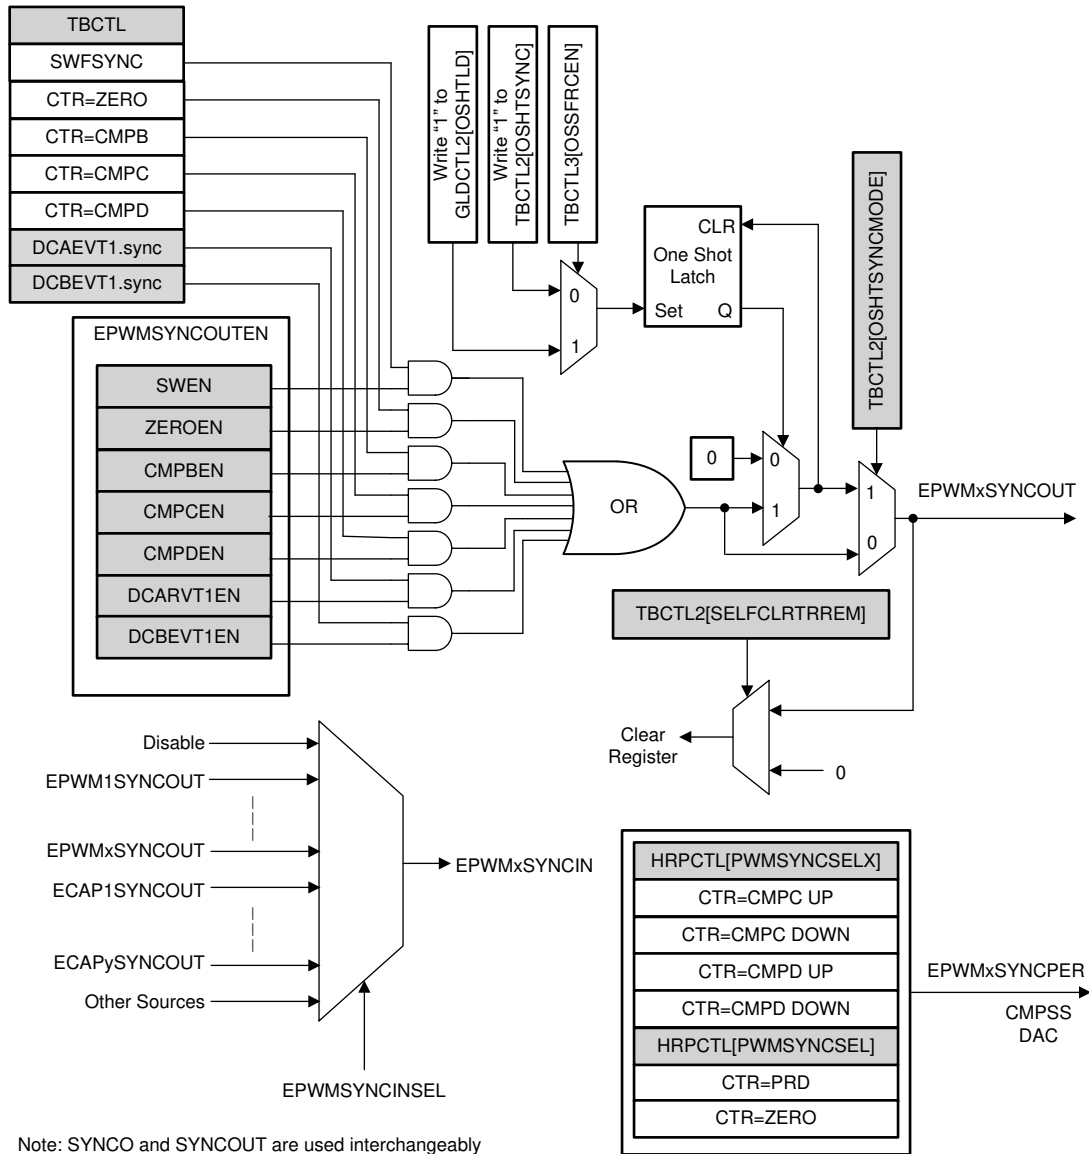 TBCTL
SWFSYNC
CTR=ZERO
CTR=CMPB
CTR=CMPC
CTR=CMPD
DCAEVT1.sync
DCBEVT1.sync
EPWMSYNCOUTEN
SWEN
ZEROEN
CMPBEN
CMPCEN
CMPDEN
DCARVT1EN
DCBEVT1EN
Write “1” to
GLDCTL2[OSHTLD]
Write “1” to
TBCTL2[OSHTSYNC]
TBCTL3[OSSFRCEN]
0
1
CLR
One Shot
Latch
Set Q
TBCTL2[OSHTSYNCMODE]
OR
0
0
1
1
0
EPWMxSYNCOUT
TBCTL2[SELFCLRTRREM]
Clear
Register
0
Disable
EPWM1SYNCOUT
EPWMxSYNCOUT
ECAP1SYNCOUT
ECAPySYNCOUT
Other Sources
EPWMxSYNCIN
EPWMSYNCINSEL
HRPCTL[PWMSYNCSELX]
CTR=CMPC UP
CTR=CMPC DOWN
CTR=CMPD UP
CTR=CMPD DOWN
HRPCTL[PWMSYNCSEL]
CTR=PRD
CTR=ZERO
EPWMxSYNCPER
CMPSS
DAC
Note: SYNCO and SYNCOUT are used interchangeably